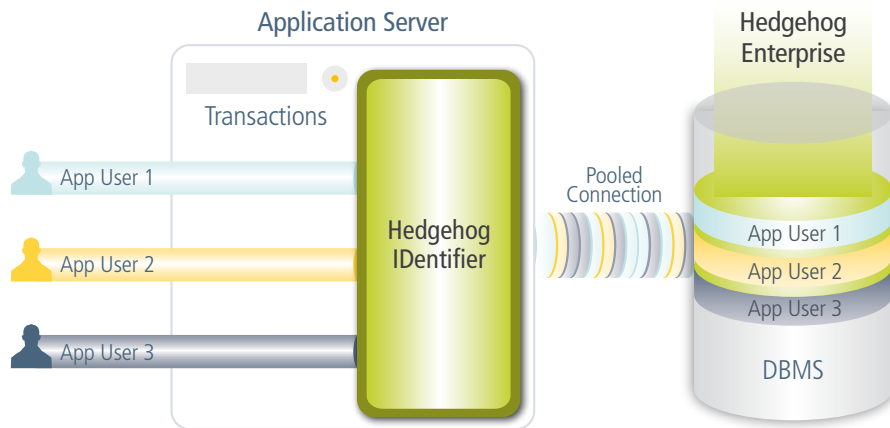 Application Server
Hedgehog
Enterprise
Transactions
App User 1
App User 2
App User 3
Hedgehog
IDentifier
Pooled
Connection
App User 1
App User 2
App User 3
DBMS